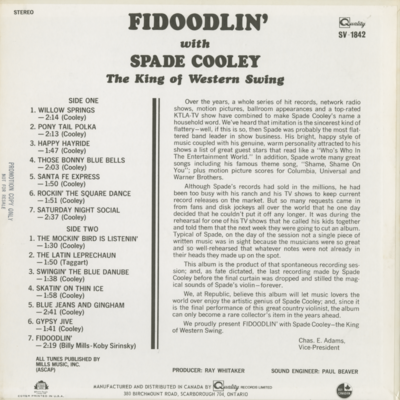 STEREO
FIDOODLIN'
with
SPADE COOLEY
The King of Western Swing
Quality
SV 1842
SIDE ONE
1. WILLOW SPRINGS
—2:14 (Cooley)
2. PONY TAIL POLKA
—2:13 (Cooley)
3. HAPPY HAYRIDE
—1:47 (Cooley)
4. THOSE BONNY BLUE BELLS
—2:03 (Cooley)
5. SANTA FE EXPRESS
—1:50 (Cooley)
6. ROCKIN' THE SQUARE DANCE
—1:51 (Cooley)
7. SATURDAY NIGHT SOCIAL
—2:37 (Cooley)
SIDE TWO
1. THE MOCKIN' BIRD IS LISTENIN'
—1:30 (Cooley)
2. THE LATIN LEPRECHAUN
—1:50 (Taggart)
3. SWINGIN' THE BLUE DANUBE
—1:38 (Cooley)
4. SKATIN' ON THIN ICE
—1:58 (Cooley)
5. BLUE JEANS AND GINGHAM
—2:41 (Cooley)
6. GYPSY JIVE
—1:41 (Cooley)
7. FIDOODLIN'
—2:19 (Billy Mills-Koby Sirinsky)
ALL TUNES PUBLISHED BY
MILLS MUSIC, INC.
(ASCAP)
Over the years, a whole series of hit records, network radio
shows, motion pictures, ballroom appearances and a top-rated
KTLA-TV show have combined to make Spade Cooley's name a
household word. We've heard that imitation is the sincerest kind of
flattery—well, if this is so, then Spade was probably the most flat-
tered band leader in show business. His bright, happy style of
music coupled with his genuine, warm personality attracted to his
shows a list of great guest stars that read like a "Who's Who In
The Entertainment World." In addition, Spade wrote many great
songs including his famous theme song, "Shame, Shame On
You"; plus motion picture scores for Columbia, Universal and
Warner Brothers.
Although Spade's records had sold in the millions, he had
been too busy with his ranch and his TV shows to keep current
record releases on the market. But so many requests came in
from fans and disk jockeys all over the world that he one day
decided that he couldn't put it off any longer. It was during the
rehearsal for one of his TV shows that he called his kids together
and told them that the next week they were going to cut an album.
Typical of Spade, on the day of the session not a single piece of
written music was in sight because the musicians were so great
and so well-rehearsed that whatever notes were not already in
their heads they made up on the spot.
This album is the product of that spontaneous recording ses-
sion; and, as fate dictated, the last recording made by Spade
Cooley before the final curtain was dropped and stilled the mag-
ical sounds of Spade's violin—forever.
We, at Republic, believe this album will let music lovers the
world over enjoy the artistic genius of Spade Cooley; and, since it
is the final performance of this great country violinist, the album
can only become a rare collector's item in the years ahead.
We proudly present FIDOODLIN' with Spade Cooley—the King
of Western Swing.
Chas. E. Adams,
Vice-President
PRODUCER: RAY WHITAKER
SOUND ENGINEER: PAUL BEAVER
MANUFACTURED AND DISTRIBUTED IN CANADA BY Quality RECORDS LIMITED
381 BIRCHMOUNT ROAD, SCARBOROUGH 704, ONTARIO
PROMOTION COPY ONLY
NOT FOR RESALE